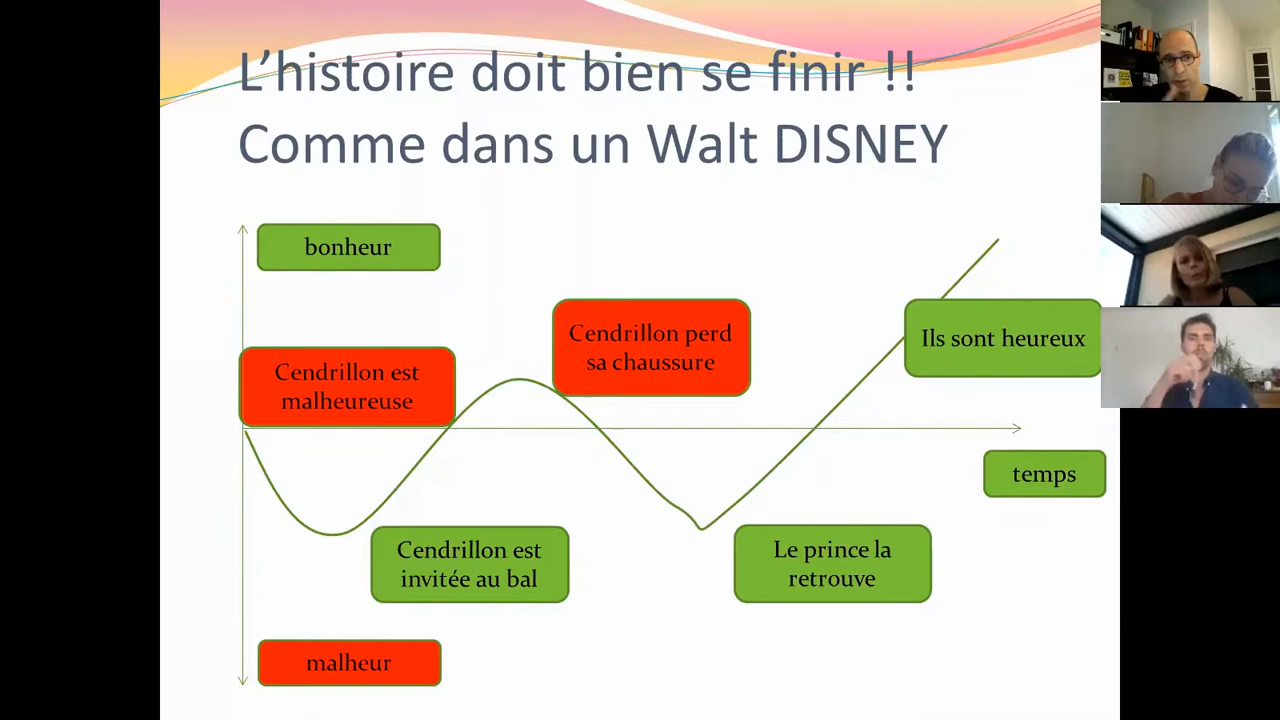 L’histoire doit bien se finir !!
Comme dans un Walt DISNEY
bonheur
Cendrillon est
malheureuse
Cendrillon perd
sa chaussure
Ils sont heureux
temps
Cendrillon est
invitée au bal
Le prince la
retrouve
malheur